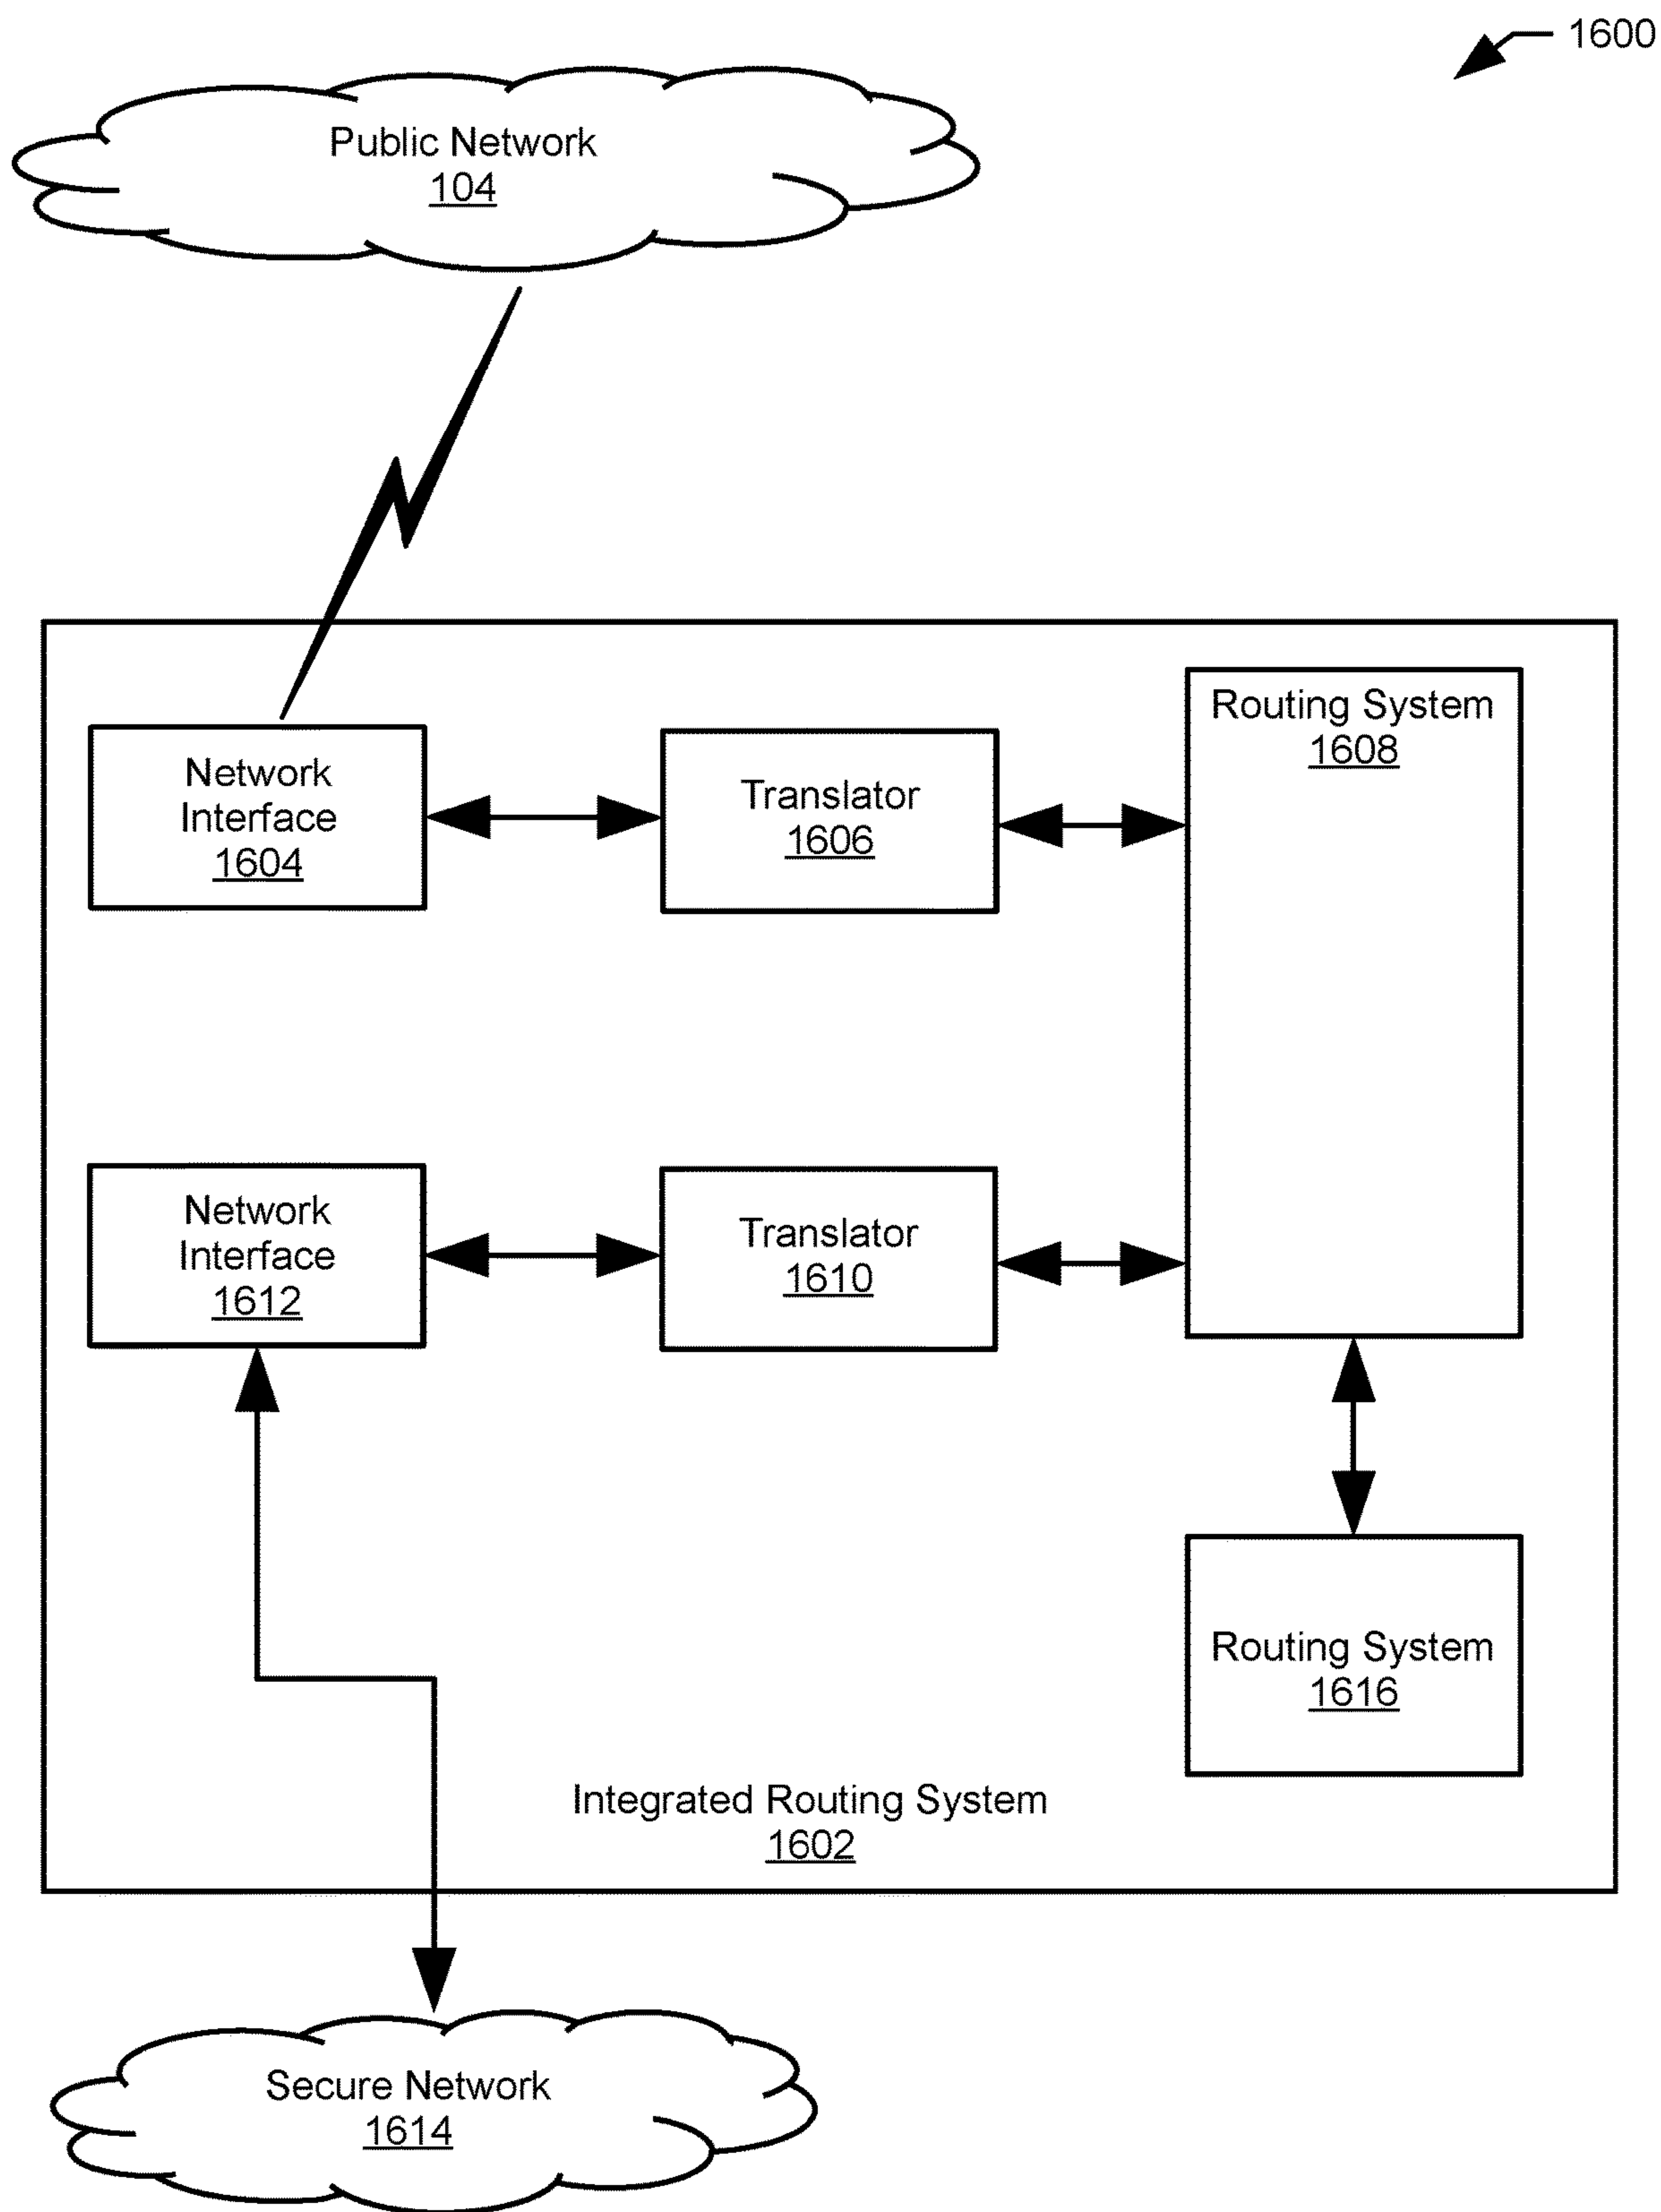 1600
Public Network
104
Network
Interface
1604
Translator
1606
Routing System
1608
Network
Interface
1612
Translator
1610
Routing System
1616
Integrated Routing System
1602
Secure Network
1614